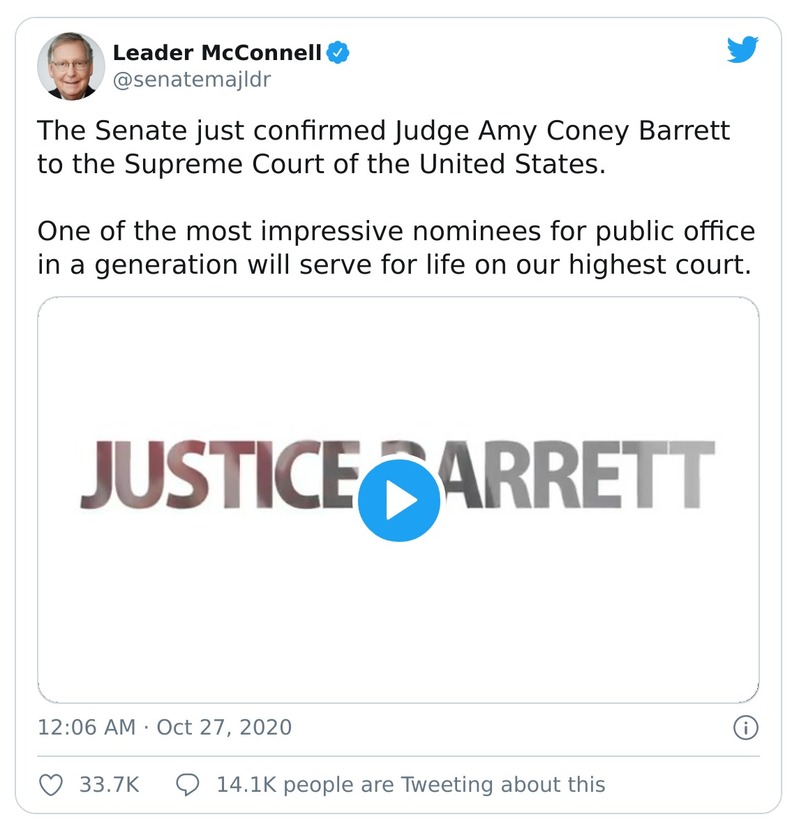 Leader McConnell
@senatemajldr
The Senate just confirmed Judge Amy Coney Barrett
to the Supreme Court of the United States.
One of the most impressive nominees for public office
in a generation will serve for life on our highest court.
JUSTICE BARRETT
12:06 AM · Oct 27, 2020
33.7K
14.1K people are Tweeting about this